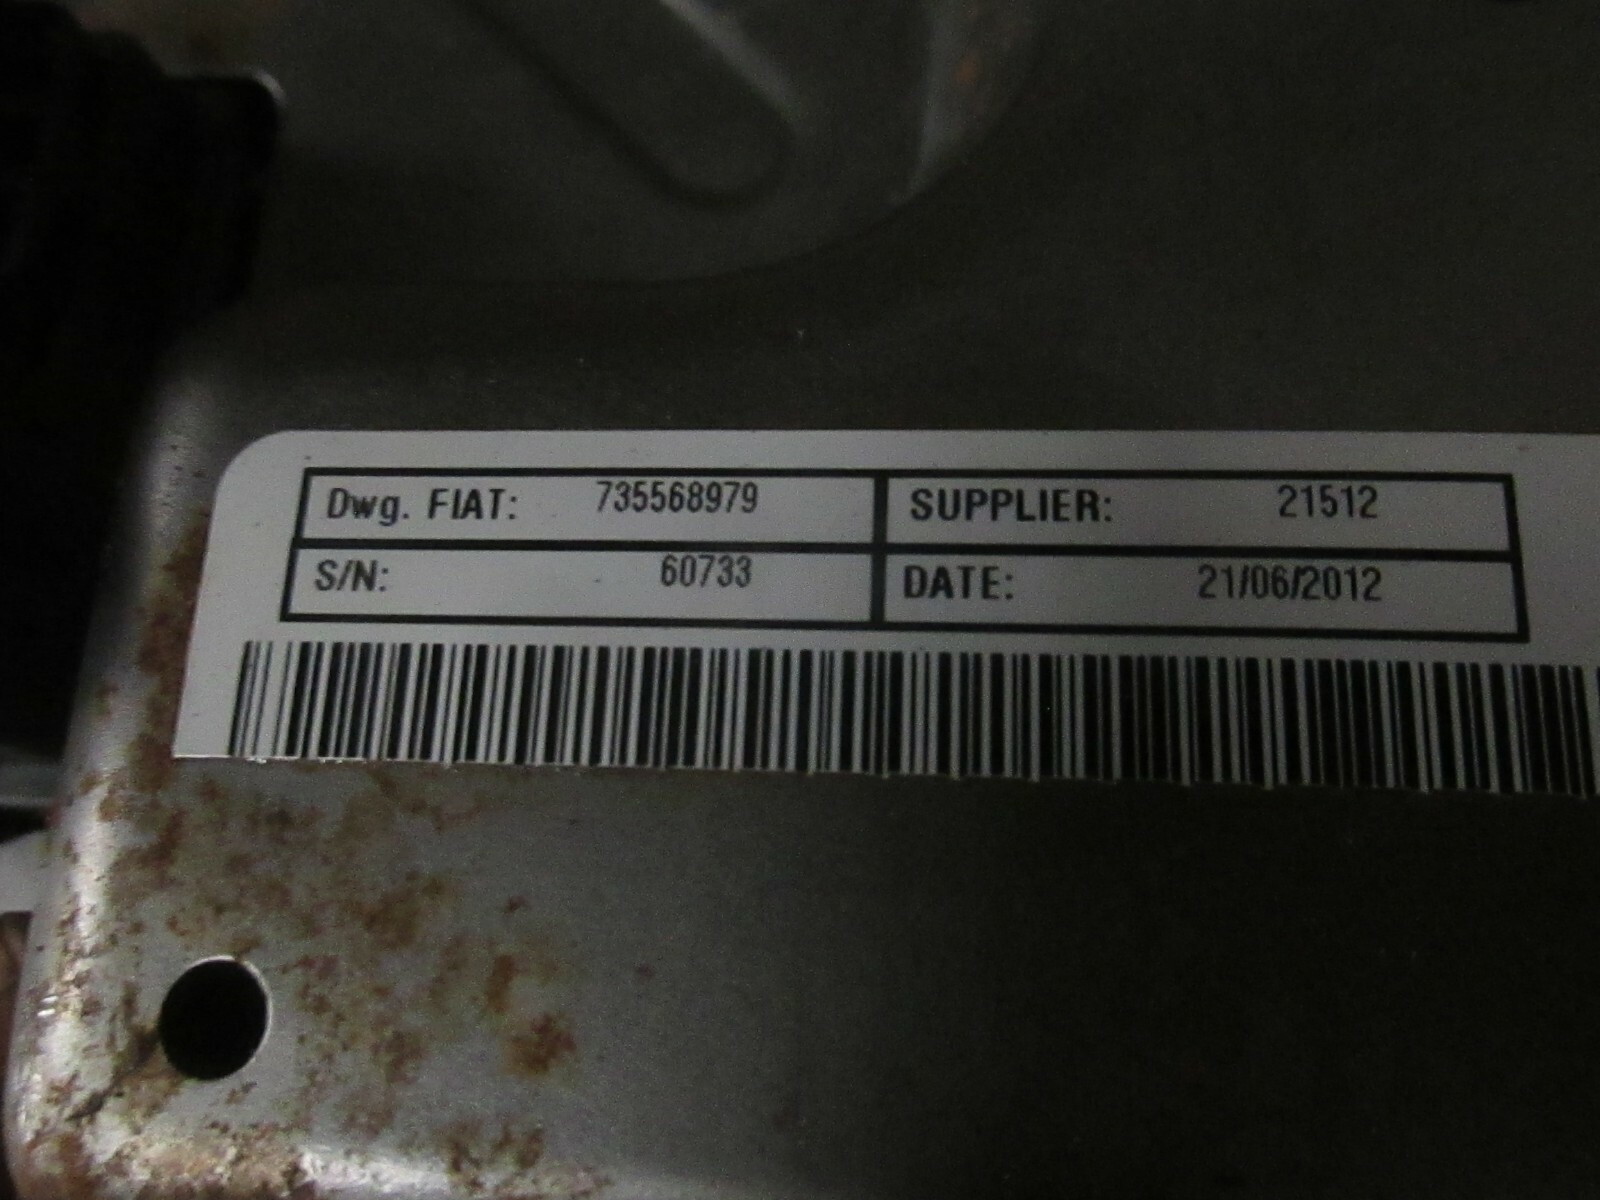 Dwg. FIAT: 735568979 SUPPLIER: 21512
S/N: 60733 DATE: 21/06/2012